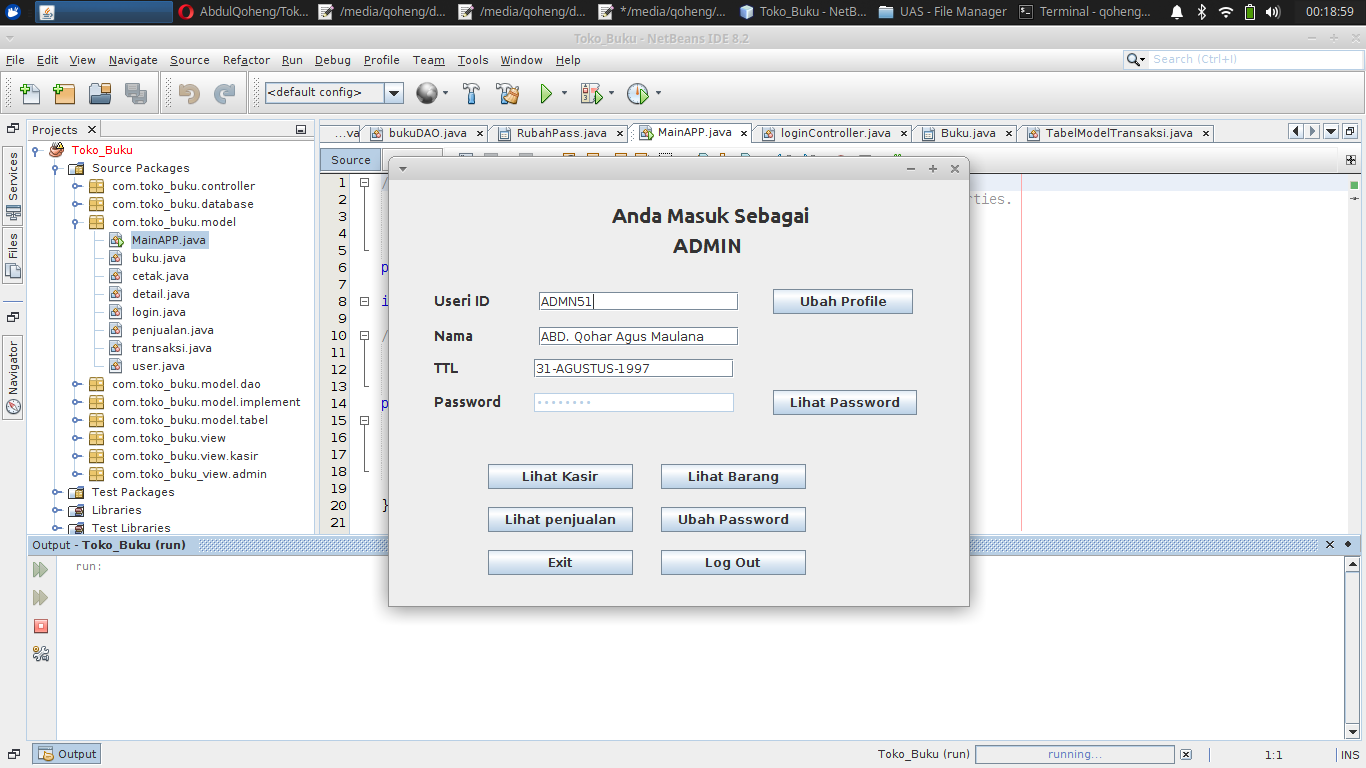 AbdulQoheng/Tok...
/media/qoheng/d...
/media/qoheng/d...
*/media/qoheng/...
Toko_Buku - NetB...
UAS - File Manager
Terminal - qoheng...
00:18:59
Toko_Buku - NetBeans IDE 8.2
File Edit View Navigate Source Refactor Run Debug Profile Team Tools Window Help
Search (Ctrl+I)
<default config>
Projects
...va
bukuDAO.java
RubahPass.java
MainAPP.java
loginController.java
Buku.java
TabelModelTransaksi.java
Services
Files
Navigator
Toko_Buku
Source Packages
com.toko_buku.controller
com.toko_buku.database
com.toko_buku.model
MainAPP.java
buku.java
cetak.java
detail.java
login.java
penjualan.java
transaksi.java
user.java
com.toko_buku.model.dao
com.toko_buku.model.implement
com.toko_buku.model.tabel
com.toko_buku.view
com.toko_buku.view.kasir
com.toko_buku_view.admin
Test Packages
Libraries
Test Libraries
Source
1 /
2 rties.
3
4
5
6 p
7
8 i
9
10 /
11
12
13
14 p
15
16
17
18
19
20 }
21
Anda Masuk Sebagai
ADMIN
Useri ID ADMN51 Ubah Profile
Nama ABD. Qohar Agus Maulana
TTL 31-AGUSTUS-1997
Password ******** Lihat Password
Lihat Kasir Lihat Barang
Lihat penjualan Ubah Password
Exit Log Out
Output - Toko_Buku (run)
run:
Output
Toko_Buku (run) running...
1:1 INS